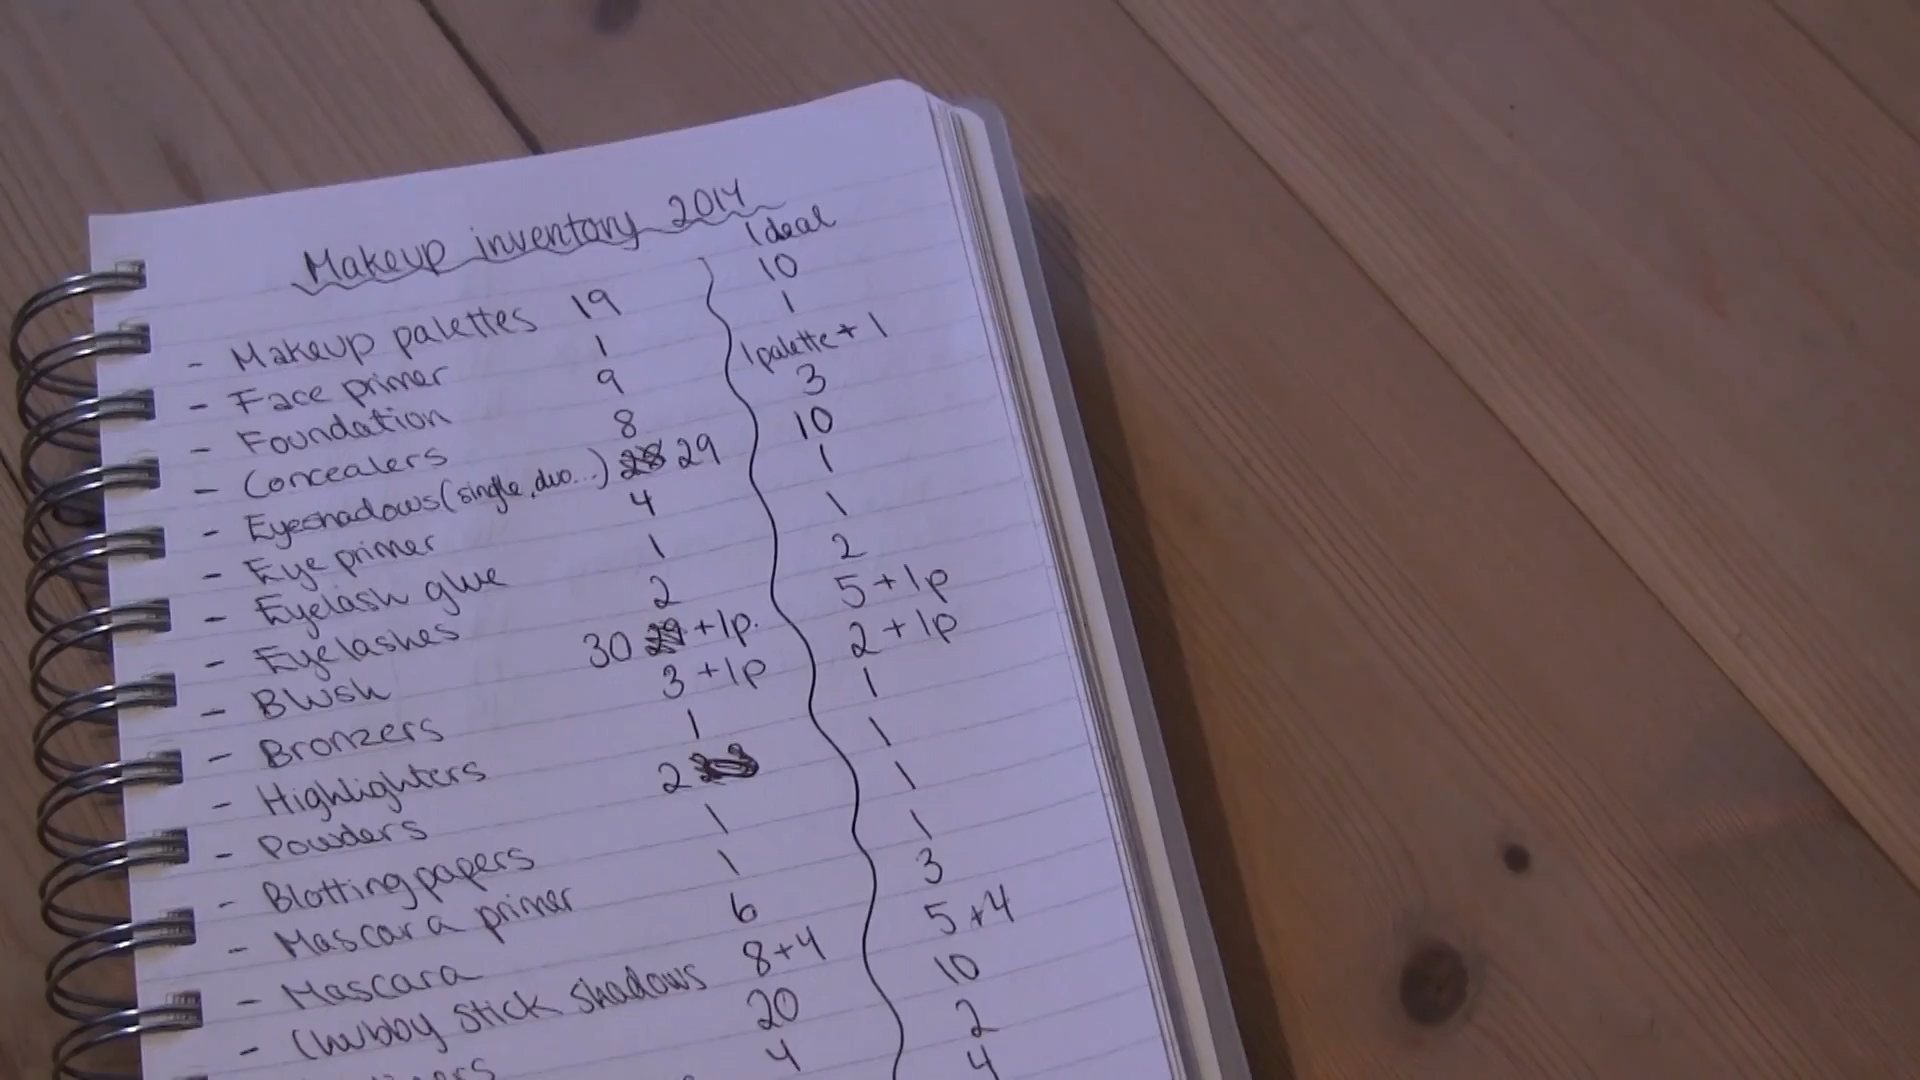 Makeup inventory 2014
Ideal
- Makeup palettes 19 10
- Face primer 1 1
- Foundation 9 1 palette + 1
- Concealers 8 3
- Eyeshadows (single, duo...) 29 10
- Eye primer 4 1
- Eyelash glue 1 1
- Eyelashes 2 2
- Blush 30 +1p. 5 +1p
- Bronzers 3 +1p 2 +1p
- Highlighters 1 1
- Powders 2 1
- Blotting papers 1 1
- Mascara primer 1 1
- Mascara 6 3
- Chubby stick shadows 8+4 5+4
20 10
4 2
4